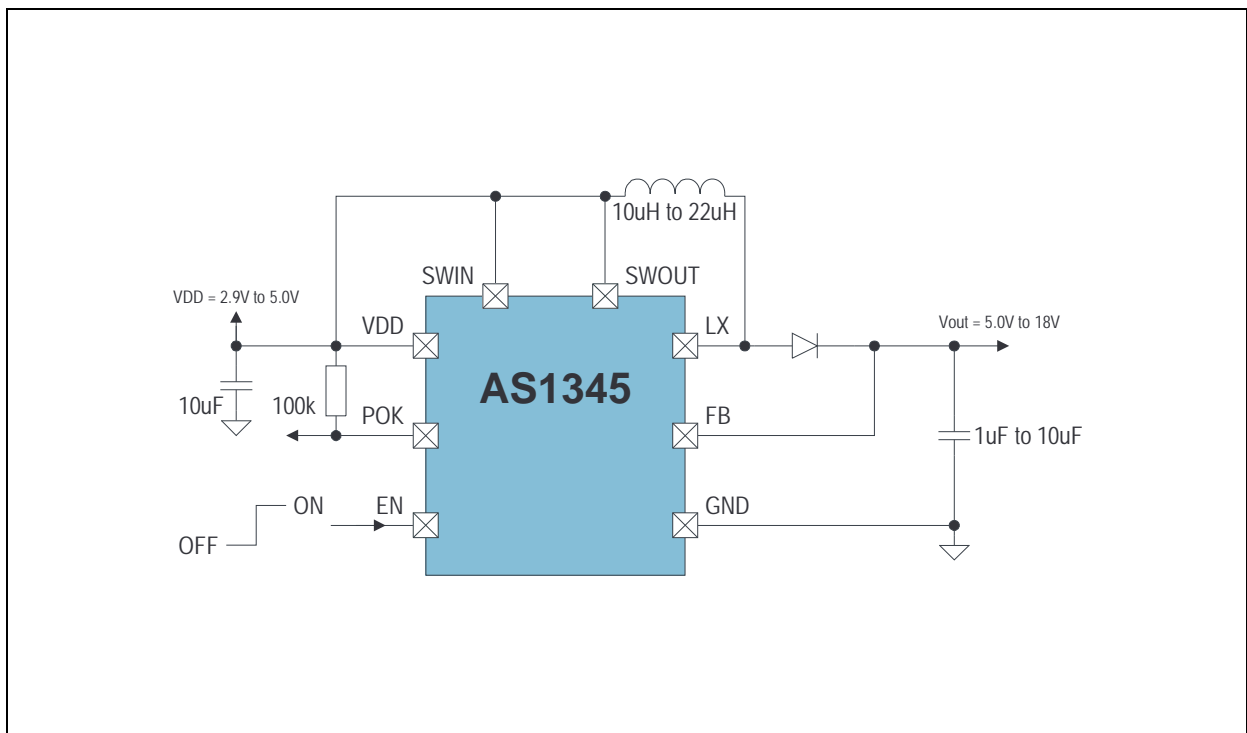 10uH to 22uH
SWIN
SWOUT
VDD = 2.9V to 5.0V
VDD
LX
Vout = 5.0V to 18V
AS1345
10uF
100k
POK
FB
1uF to 10uF
ON
EN
GND
OFF